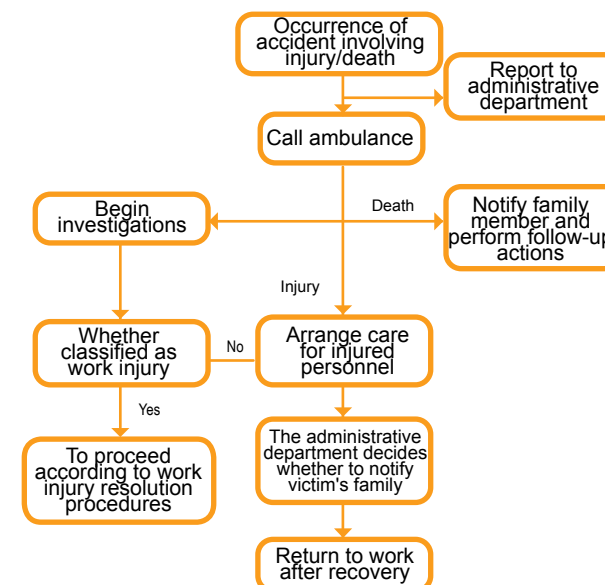 Occurrence of
accident involving
injury/death
Report to
administrative
department
Call ambulance
Begin
investigations
Death
Notify family
member and
perform follow-up
actions
Injury
Whether
classified as
work injury
No
Arrange care
for injured
personnel
Yes
To proceed
according to work
injury resolution
procedures
The administrative
department decides
whether to notify
victim's family
Return to work
after recovery